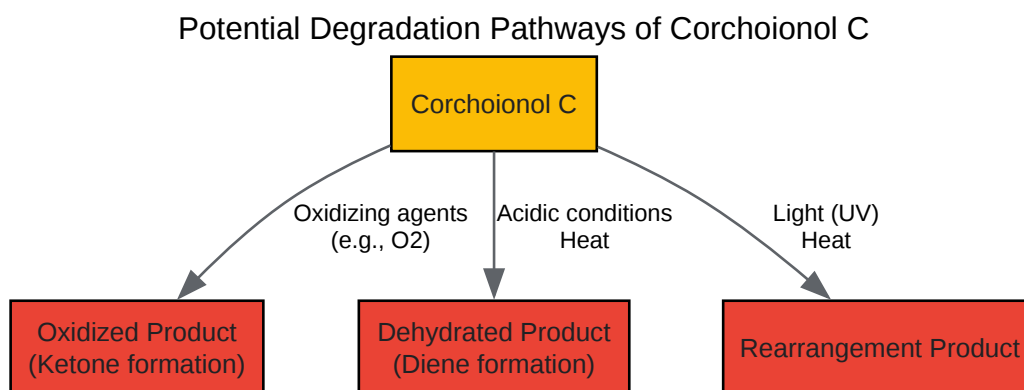 Potential Degradation Pathways of Corchoionol C
Corchoionol C
Oxidizing agents
(e.g., O2)
Acidic conditions
Heat
Light (UV)
Heat
Oxidized Product
(Ketone formation)
Dehydrated Product
(Diene formation)
Rearrangement Product